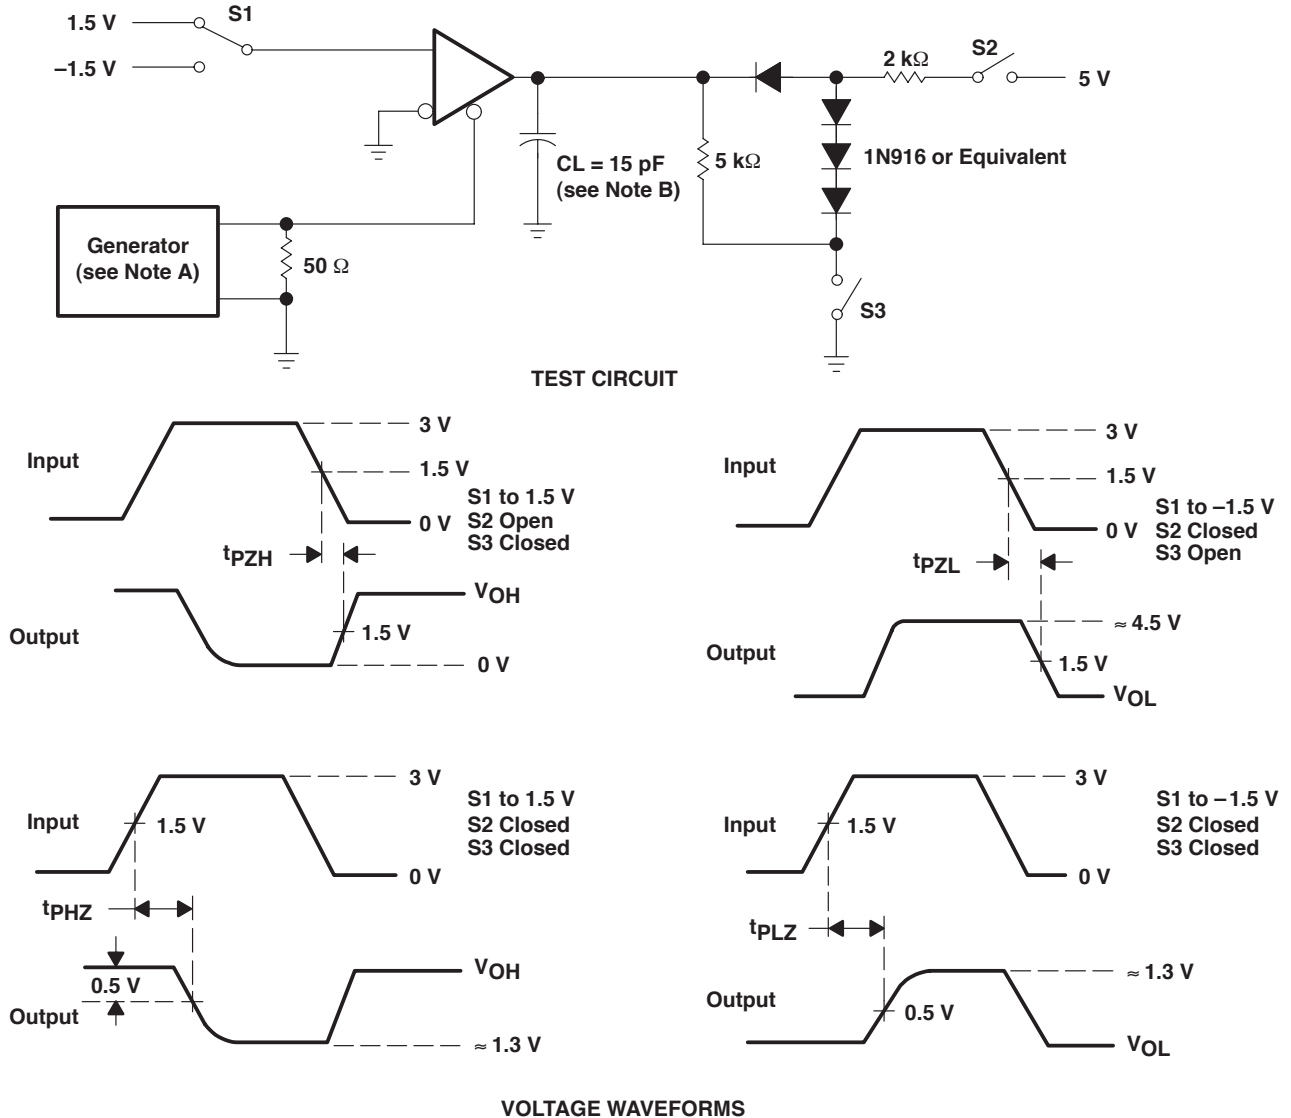 1.5 V
S1
–1.5 V
2 kΩ
S2
5 V
1N916 or Equivalent
5 kΩ
CL = 15 pF
(see Note B)
Generator
(see Note A)
50 Ω
S3
TEST CIRCUIT
Input
3 V
1.5 V
0 V
S1 to 1.5 V
S2 Open
S3 Closed
tPZH
Output
VOH
1.5 V
0 V
Input
3 V
1.5 V
0 V
S1 to –1.5 V
S2 Closed
S3 Open
tPZL
Output
≈ 4.5 V
1.5 V
VOL
Input
3 V
1.5 V
0 V
S1 to 1.5 V
S2 Closed
S3 Closed
tPHZ
0.5 V
Output
VOH
≈ 1.3 V
Input
3 V
1.5 V
0 V
S1 to –1.5 V
S2 Closed
S3 Closed
tPLZ
Output
≈ 1.3 V
0.5 V
VOL
VOLTAGE WAVEFORMS